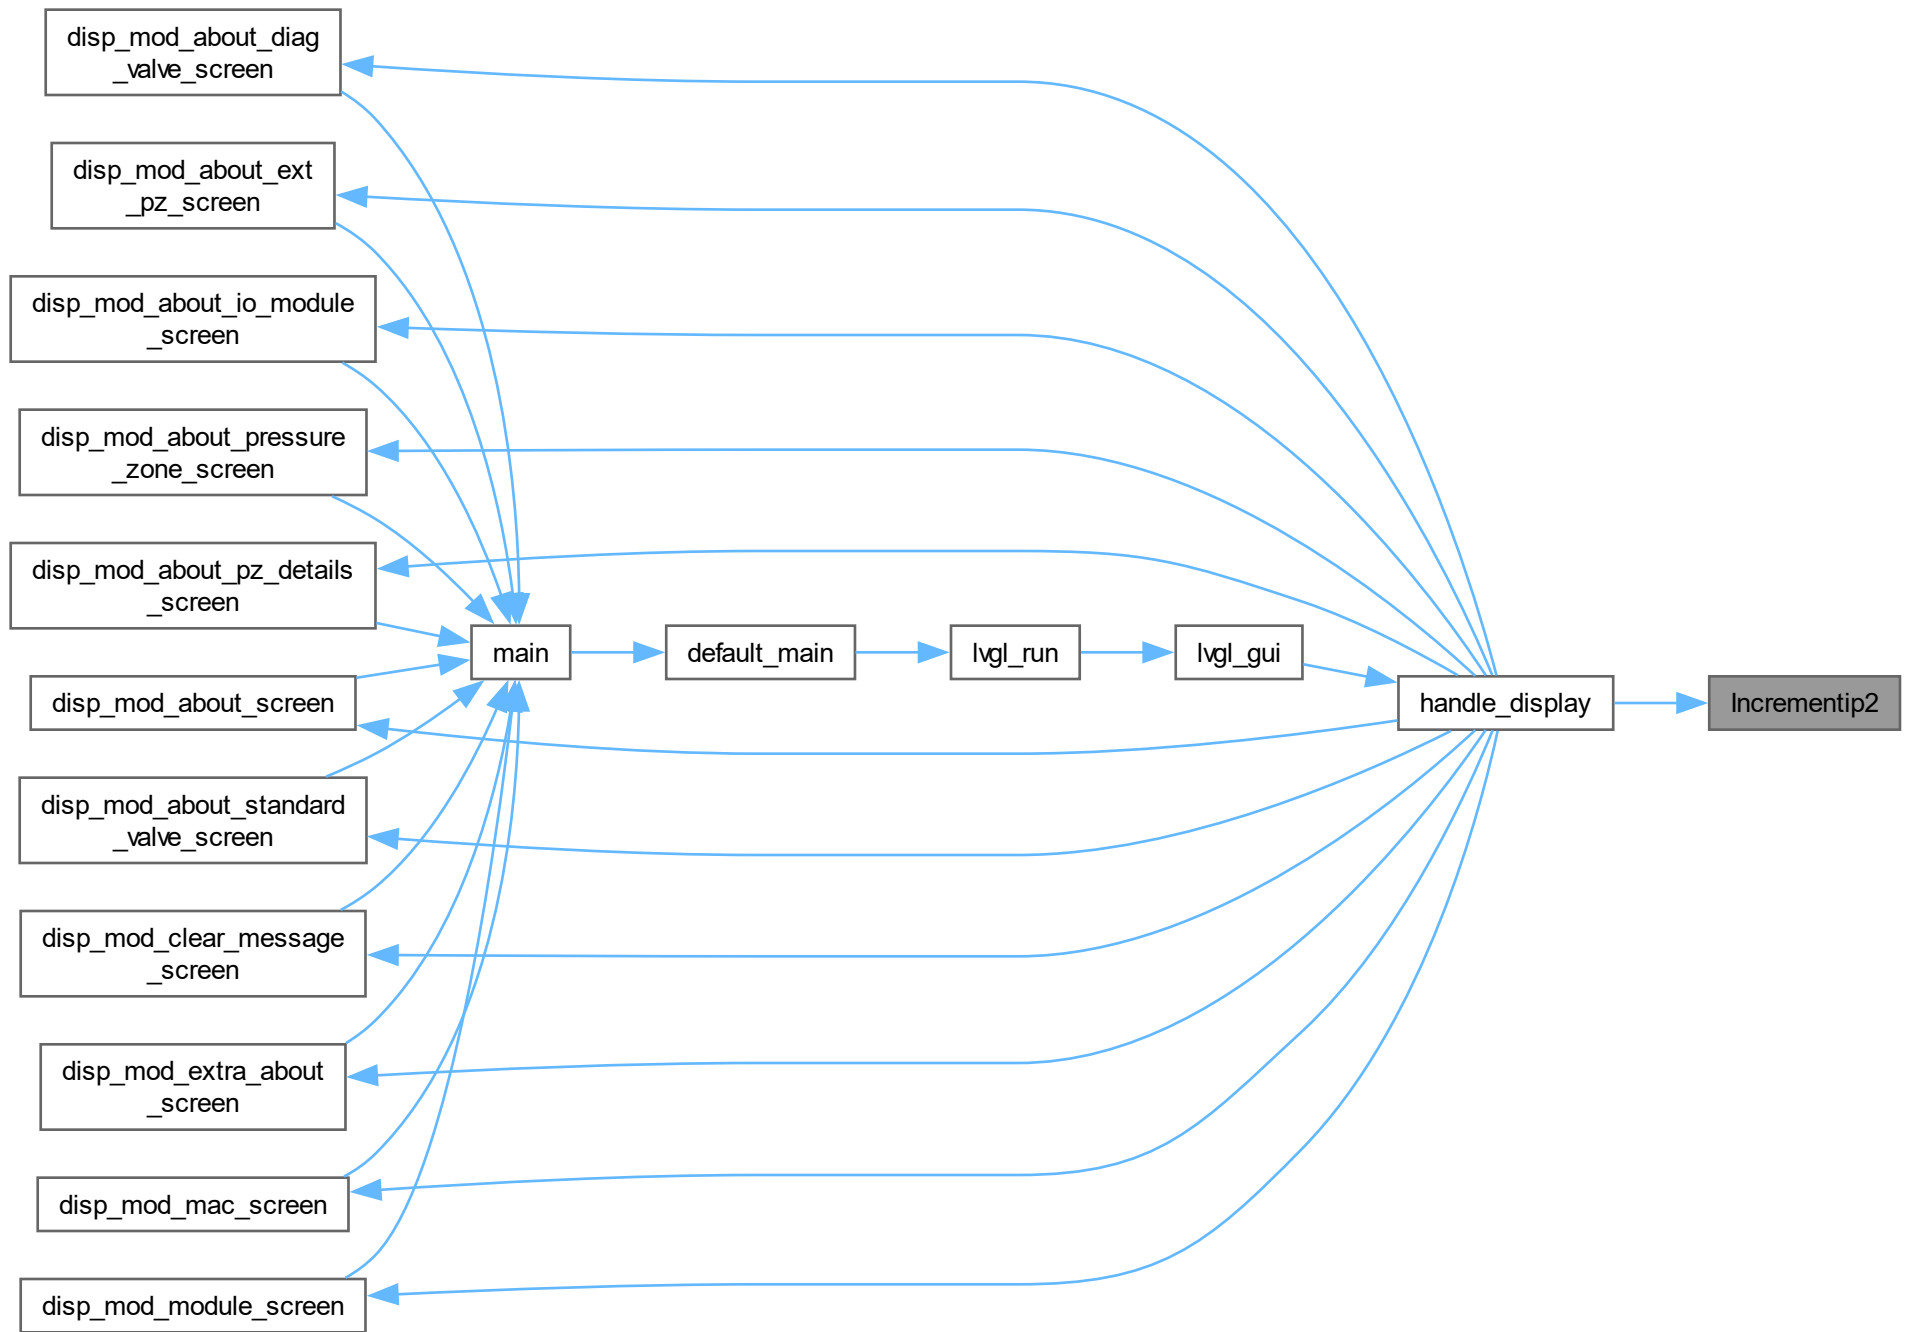 disp_mod_about_diag
_valve_screen
disp_mod_about_ext
_pz_screen
disp_mod_about_io_module
_screen
disp_mod_about_pressure
_zone_screen
disp_mod_about_pz_details
_screen
disp_mod_about_screen
disp_mod_about_standard
_valve_screen
disp_mod_clear_message
_screen
disp_mod_extra_about
_screen
disp_mod_mac_screen
disp_mod_module_screen
main
default_main
lvgl_run
lvgl_gui
handle_display
Incrementip2